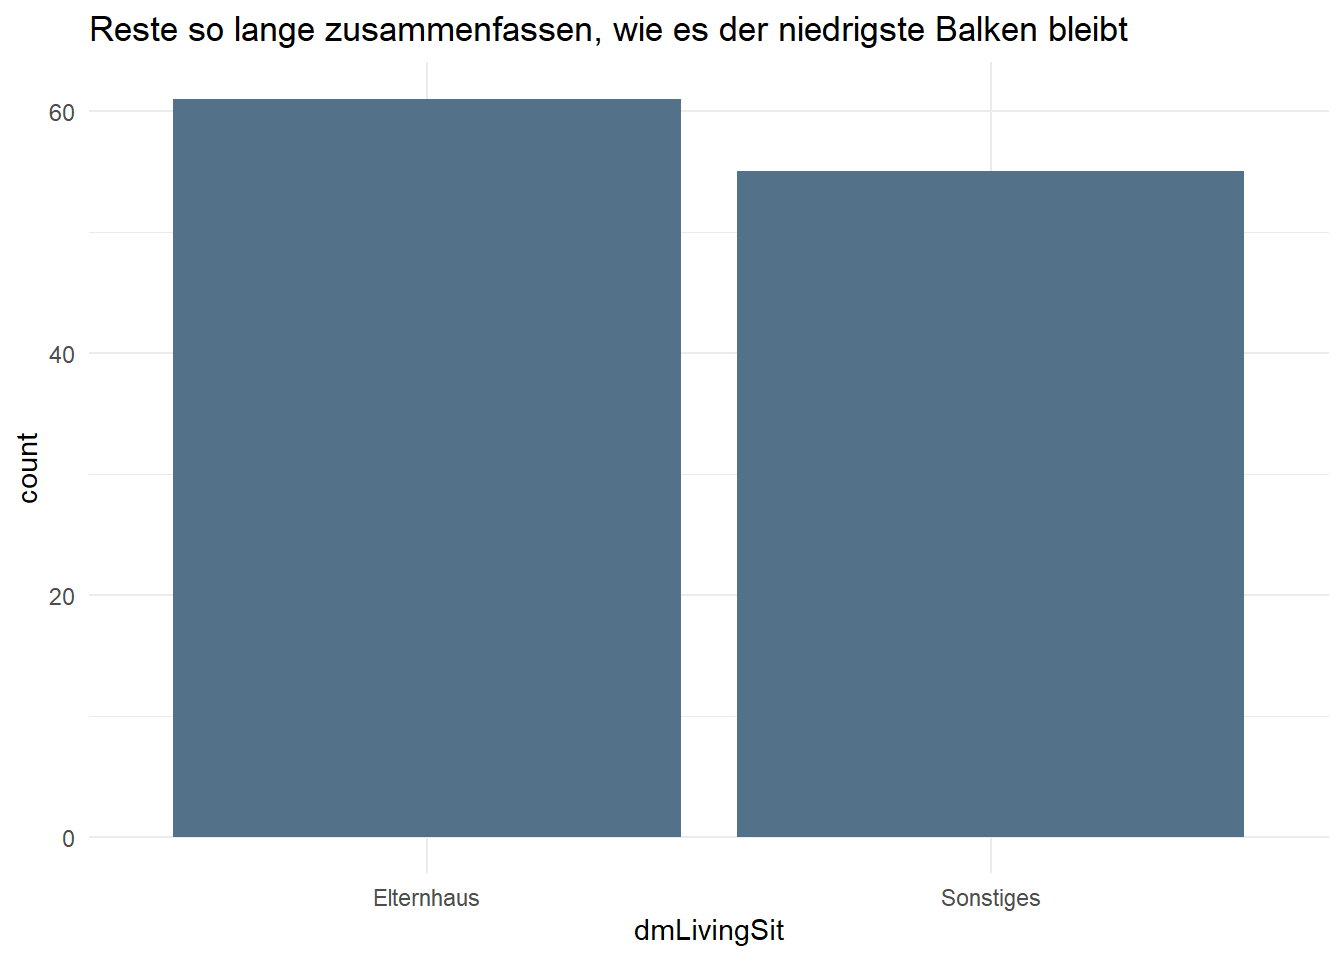 Reste so lange zusammenfassen, wie es der niedrigste Balken bleibt
60
40
20
0
count
Elternhaus
Sonstiges
dmLivingSit